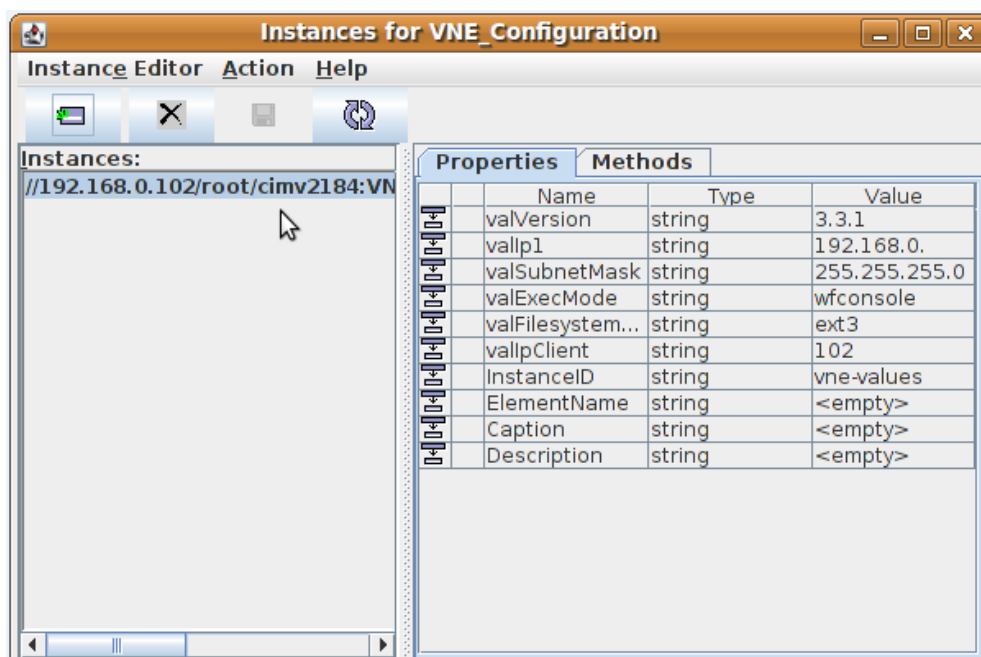 Instances for VNE_Configuration
Instance Editor Action Help
Instances:
//192.168.0.102/root/cimv2184:VN
Properties Methods
Name Type Value
valVersion string 3.3.1
valIp1 string 192.168.0.
valSubnetMask string 255.255.255.0
valExecMode string wfconsole
valFilesystem... string ext3
valIpClient string 102
InstanceID string vne-values
ElementName string <empty>
Caption string <empty>
Description string <empty>